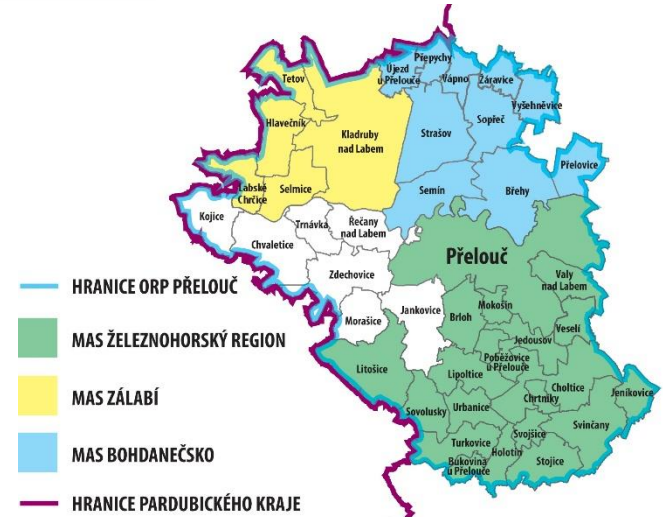 Přepychy
Újezd
u Přelouče
Vápno
Žáravice
Tetov
Vyšehněvice
Hlavečník
Kladruby
nad Labem
Strašov
Sopřeč
Přelovice
Labské
Chrčice
Selmice
Semín
Břehy
Kojice
Trnávka
Řečany
nad Labem
Chvaletice
Přelouč
Zdechovice
Valy
nad Labem
HRANICE ORP PŘELOUČ
Jankovice
Mokošín
Morašice
Brloh
Veselí
MAS ŽELEZNOHORSKÝ REGION
Jedousov
Poběžovice
u Přelouče
Litošice
Lipoltice
Choltice
Jeníkovice
Chrtníky
MAS ZÁLABÍ
Sovolusky
Urbanice
Svinčany
Svojšice
Turkovice
Holotín
MAS BOHDANEČSKO
Bukovina
u Přelouče
Stojice
HRANICE PARDUBICKÉHO KRAJE